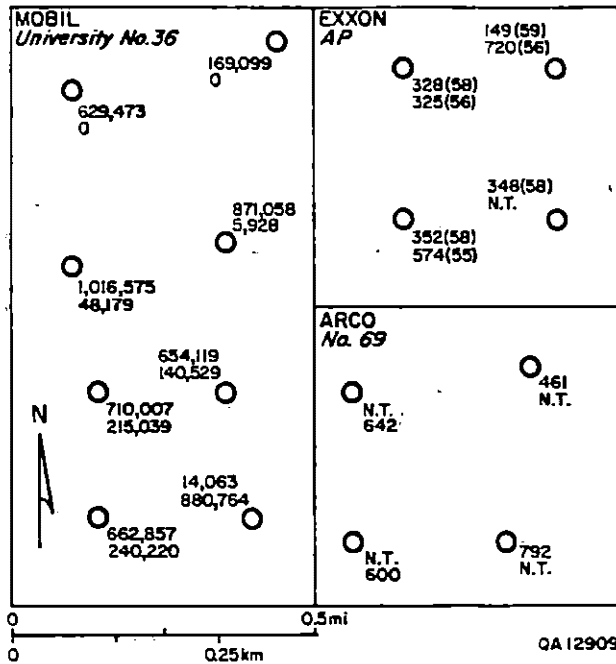 MOBIL
University No. 36
169,099
0
629,473
0
871,058
5,928
1,016,575
48,179
654,119
140,529
710,007
215,039
N
14,063
880,764
662,857
240,220
EXXON
AP
149(59)
720(56)
328(58)
325(56)
348(58)
N.T.
352(58)
574(55)
ARCO
No. 69
461
N.T.
N.T.
642
792
N.T.
N.T.
600
0 0.5mi
0 0.25km
QA12909